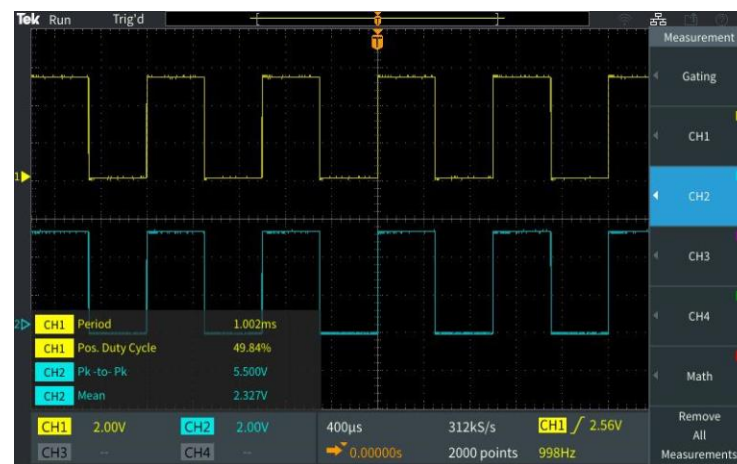 Tek Run Trig'd
T
Measurement
Gating
CH1
CH2
CH3
CH4
Math
Remove
All
Measurements
1
2
CH1 Period 1.002ms
CH1 Pos. Duty Cycle 49.84%
CH2 Pk -to- Pk 5.500V
CH2 Mean 2.327V
CH1 2.00V CH2 2.00V
CH3 -- CH4 --
400µs 312kS/s CH1 2.56V
0.00000s 2000 points 998Hz